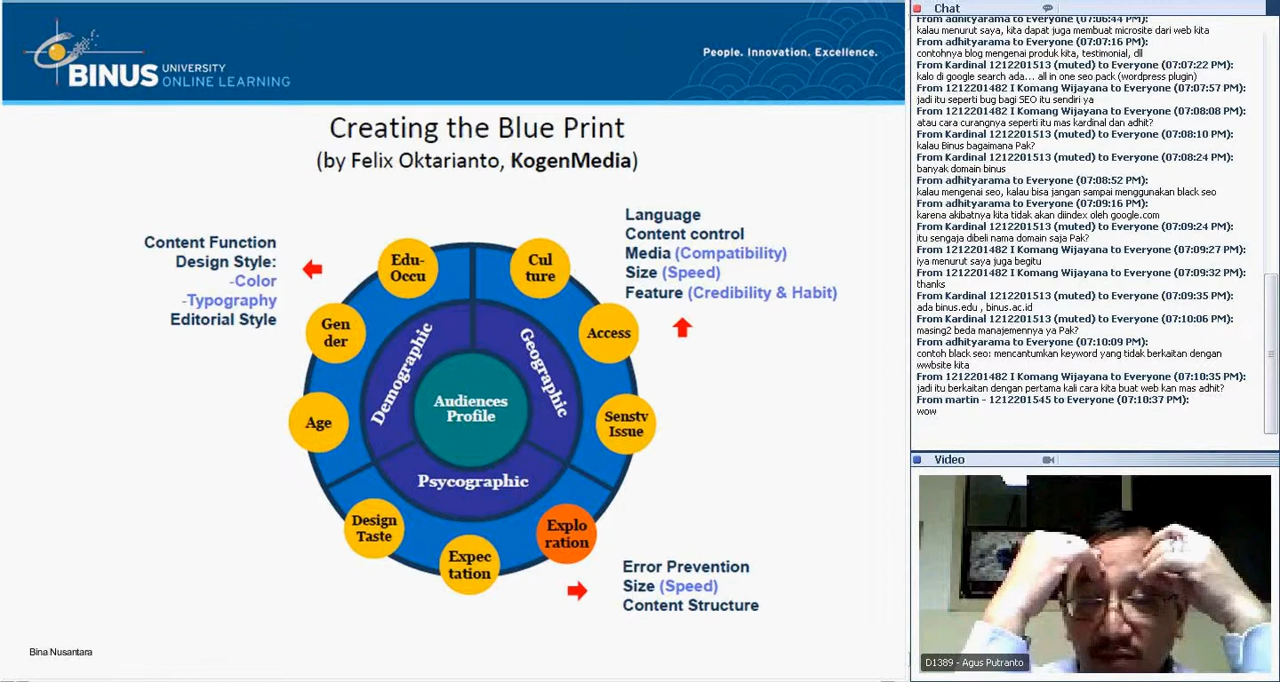 BINUS UNIVERSITY
ONLINE LEARNING
People. Innovation. Excellence.
Creating the Blue Print
(by Felix Oktarianto, KogenMedia)
Content Function
Design Style:
-Color
-Typography
Editorial Style
Language
Content control
Media (Compatibility)
Size (Speed)
Feature (Credibility & Habit)
Edu-
Occu
Cul
ture
Gen
der
Access
Age
Senstv
Issue
Demographic
Geographic
Audiences
Profile
Psycographic
Design
Taste
Expec
tation
Explo
ration
Error Prevention
Size (Speed)
Content Structure
Bina Nusantara
Chat
From adhityarama to Everyone (07:06:44 PM):
kalau menurut saya, kita dapat juga membuat microsite dari web kita
From adhityarama to Everyone (07:07:16 PM):
contohnya blog mengenai produk kita, testimonial, dll
From Kardinal 1212201513 (muted) to Everyone (07:07:22 PM):
kalo di google search ada... all in one seo pack (wordpress plugin)
From 1212201482 I Komang Wijayana to Everyone (07:07:57 PM):
jadi itu seperti bug bagi SEO itu sendiri ya
From 1212201482 I Komang Wijayana to Everyone (07:08:08 PM):
atau cara curangnya seperti itu mas kardinal dan adhit?
From Kardinal 1212201513 (muted) to Everyone (07:08:10 PM):
kalau Binus bagaimana Pak?
From Kardinal 1212201513 (muted) to Everyone (07:08:24 PM):
banyak domain binus
From adhityarama to Everyone (07:08:52 PM):
kalau mengenai seo, kalau bisa jangan sampai menggunakan black seo
From adhityarama to Everyone (07:09:16 PM):
karena akibatnya kita tidak akan diindex oleh google.com
From Kardinal 1212201513 (muted) to Everyone (07:09:24 PM):
itu sengaja dibeli nama domain saja Pak?
From 1212201482 I Komang Wijayana to Everyone (07:09:27 PM):
iya menurut saya juga begitu
From 1212201482 I Komang Wijayana to Everyone (07:09:32 PM):
thanks
From Kardinal 1212201513 (muted) to Everyone (07:09:35 PM):
ada binus.edu , binus.ac.id
From Kardinal 1212201513 (muted) to Everyone (07:10:06 PM):
masing2 beda manajemennya ya Pak?
From adhityarama to Everyone (07:10:09 PM):
contoh black seo: mencantumkan keyword yang tidak berkaitan dengan
wwbsite kita
From 1212201482 I Komang Wijayana to Everyone (07:10:35 PM):
jadi itu berkaitan dengan pertama kali cara kita buat web kan mas adhit?
From martin - 1212201545 to Everyone (07:10:37 PM):
wow
Video
D1389 - Agus Putranto